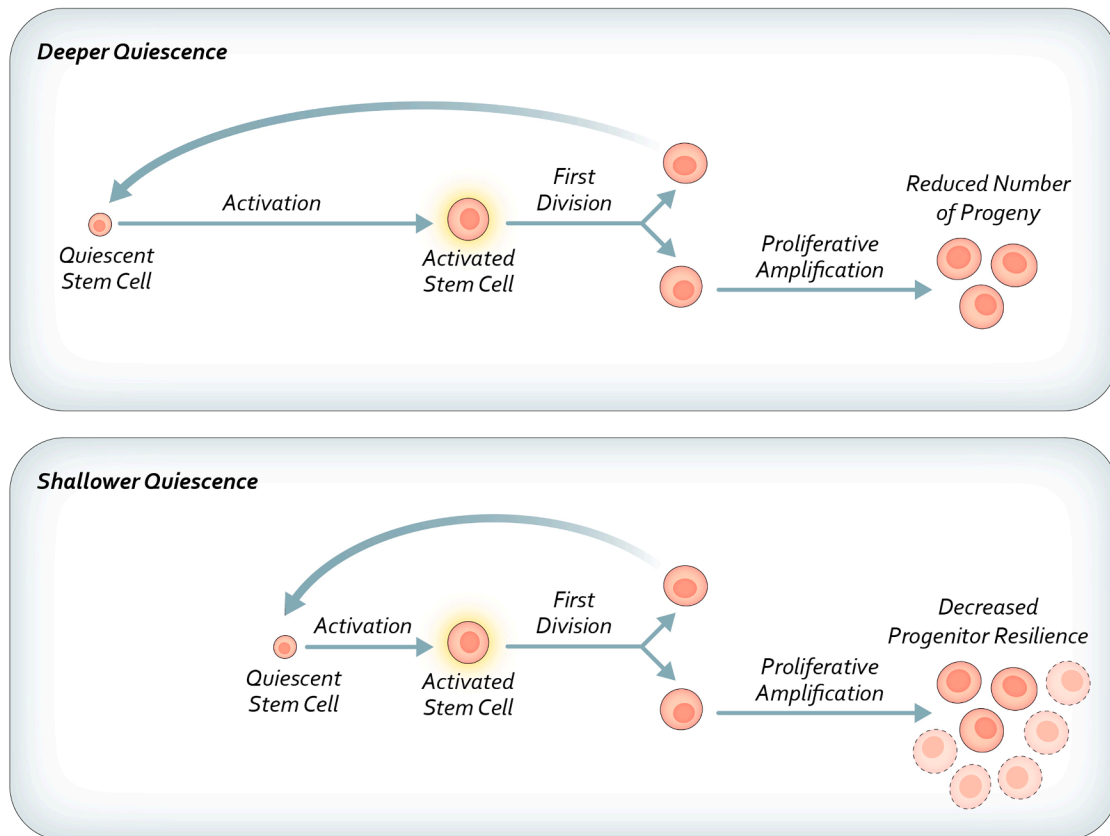 Deeper Quiescence
Activation
First
Division
Reduced Number
of Progeny
Quiescent
Stem Cell
Activated
Stem Cell
Proliferative
Amplification
Shallower Quiescence
Activation
First
Division
Decreased
Progenitor Resilience
Quiescent
Stem Cell
Activated
Stem Cell
Proliferative
Amplification